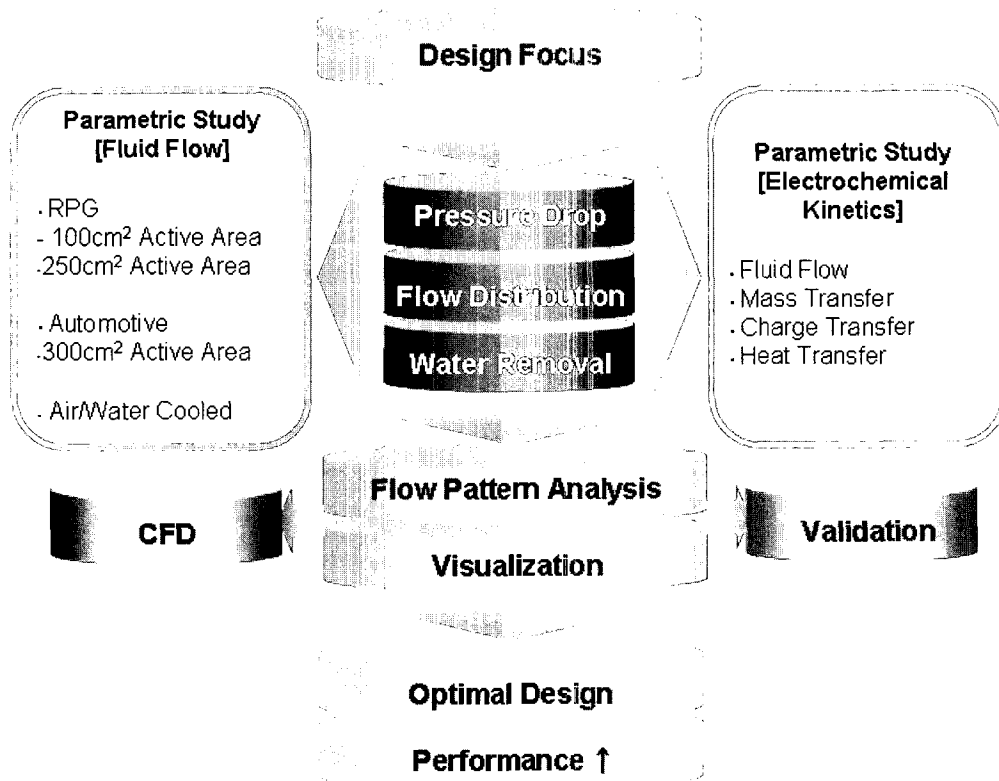 Design Focus
Parametric Study
[Fluid Flow]
. RPG
- 100cm² Active Area
.250cm² Active Area
. Automotive
.300cm² Active Area
. Air/Water Cooled
Pressure Drop
Flow Distribution
Water Removal
Parametric Study
[Electrochemical
Kinetics]
. Fluid Flow
. Mass Transfer
. Charge Transfer
. Heat Transfer
CFD
Flow Pattern Analysis
Visualization
Validation
Optimal Design
Performance ↑